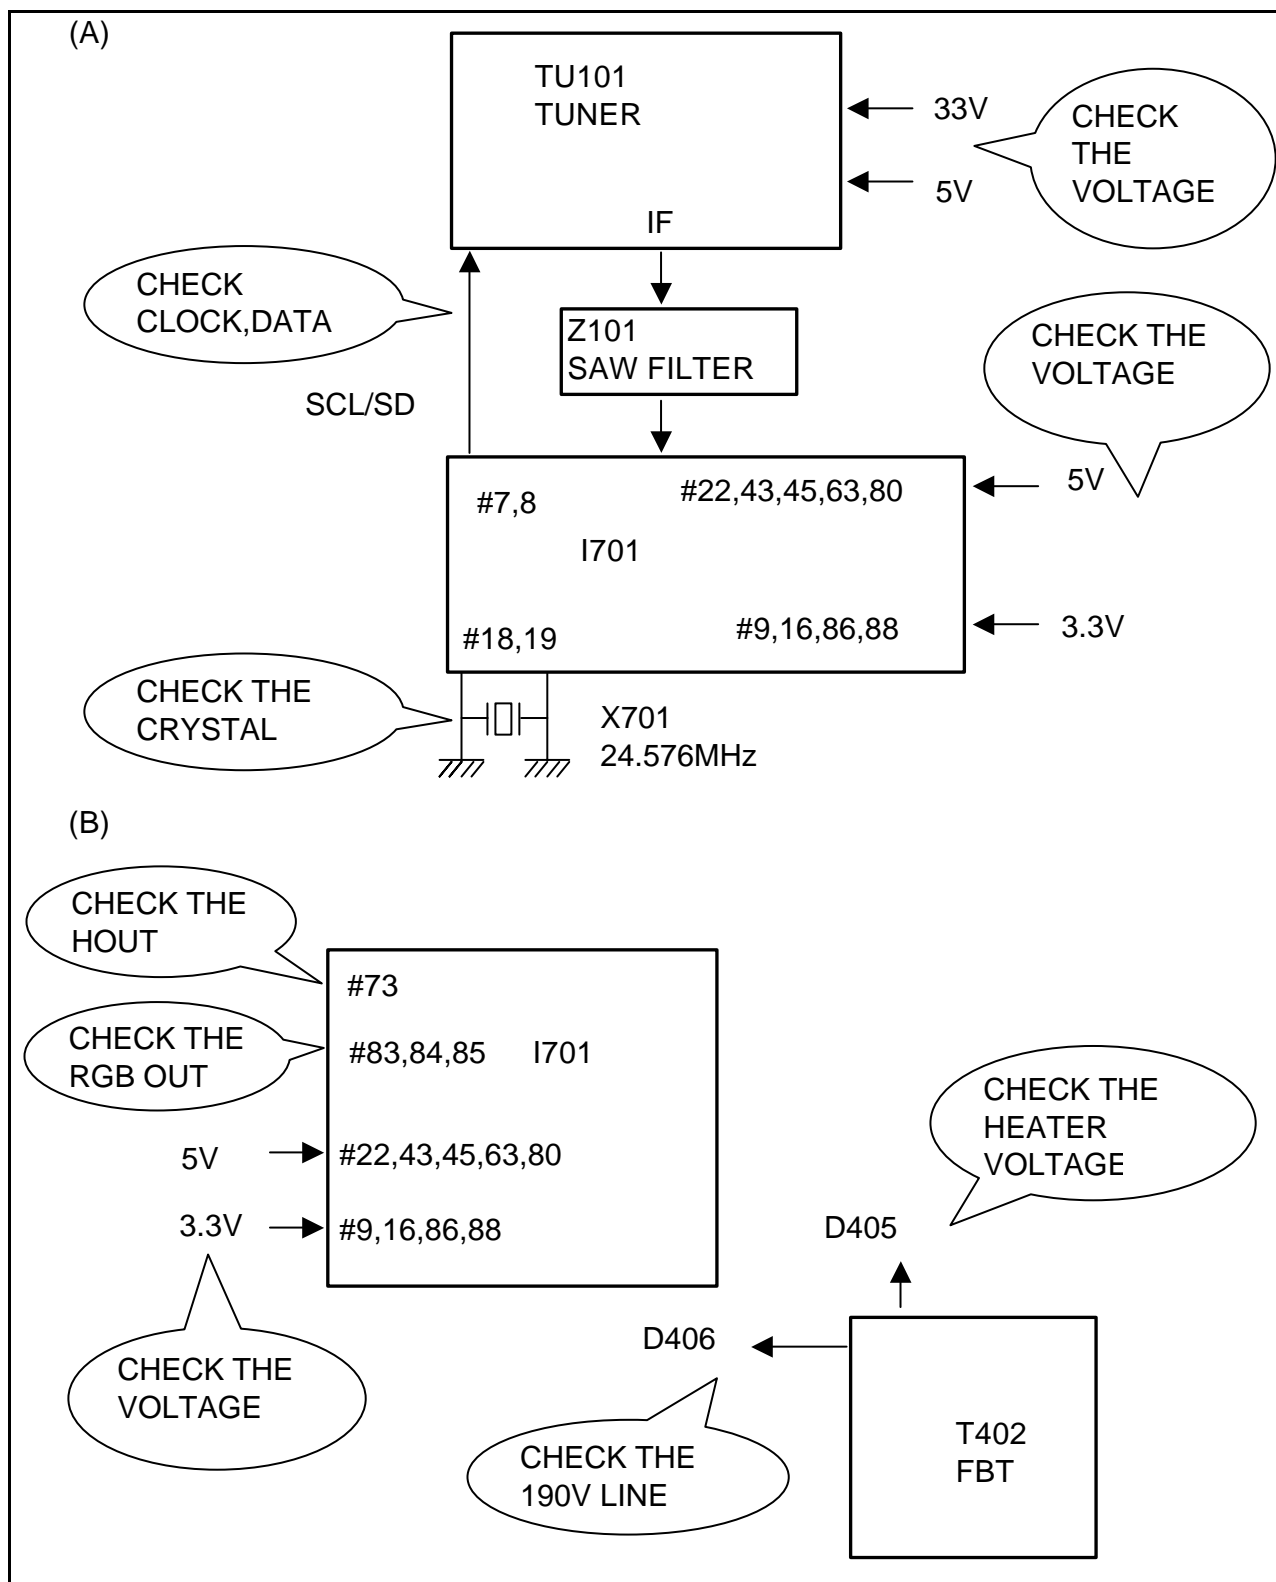 (A)
TU101
TUNER
33V
5V
IF
CHECK
THE
VOLTAGE
CHECK
CLOCK,DATA
SCL/SD
Z101
SAW FILTER
CHECK THE
VOLTAGE
#7,8
#22,43,45,63,80
5V
I701
#18,19
#9,16,86,88
3.3V
CHECK THE
CRYSTAL
X701
24.576MHz
(B)
CHECK THE
HOUT
#73
CHECK THE
RGB OUT
#83,84,85
I701
5V
#22,43,45,63,80
3.3V
#9,16,86,88
CHECK THE
VOLTAGE
CHECK THE
HEATER
VOLTAGE
D405
D406
CHECK THE
190V LINE
T402
FBT